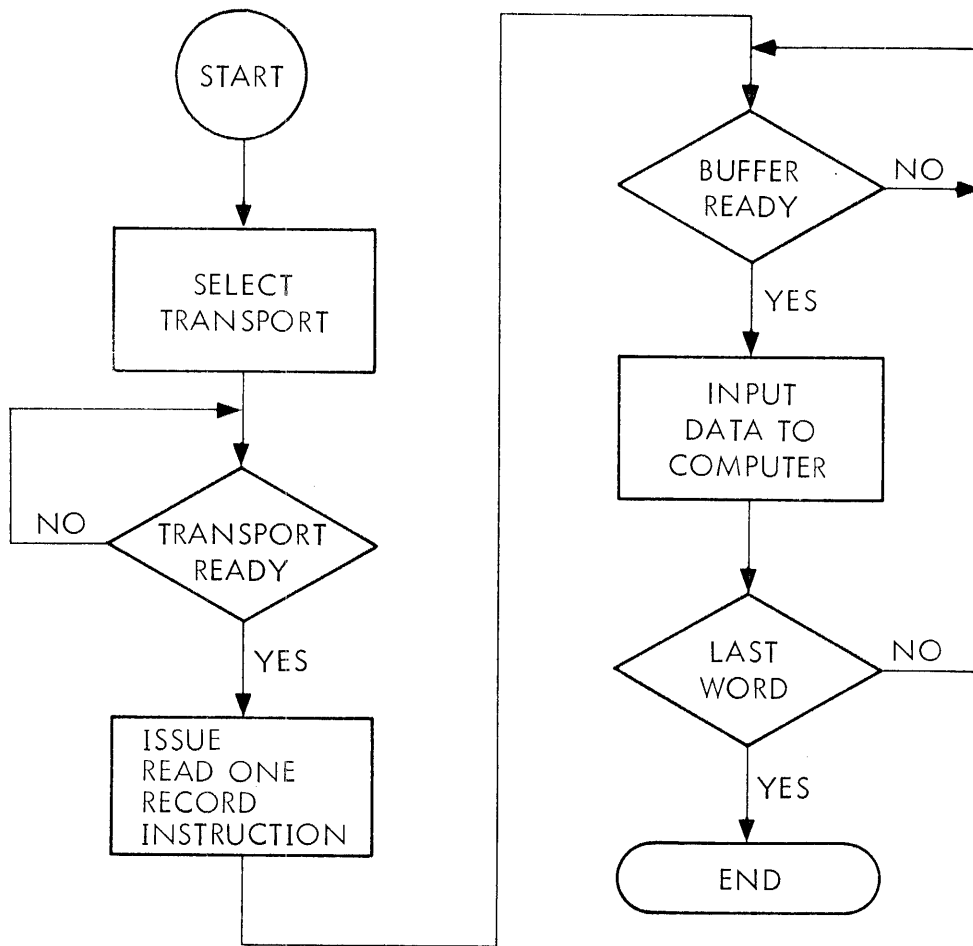 START
SELECT
TRANSPORT
NO
TRANSPORT
READY
YES
ISSUE
READ ONE
RECORD
INSTRUCTION
BUFFER
READY
NO
YES
INPUT
DATA TO
COMPUTER
LAST
WORD
NO
YES
END